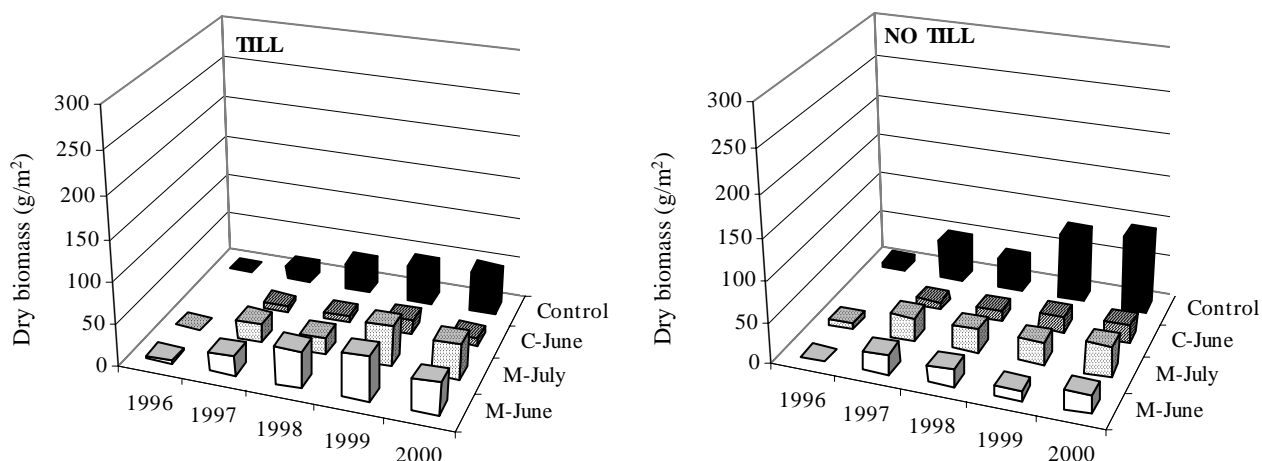 TILL
300
250
200
150
100
50
0
Dry biomass (g/m²)
1996
1997
1998
1999
2000
Control
C-June
M-July
M-June
NO TILL
300
250
200
150
100
50
0
Dry biomass (g/m²)
1996
1997
1998
1999
2000
Control
C-June
M-July
M-June